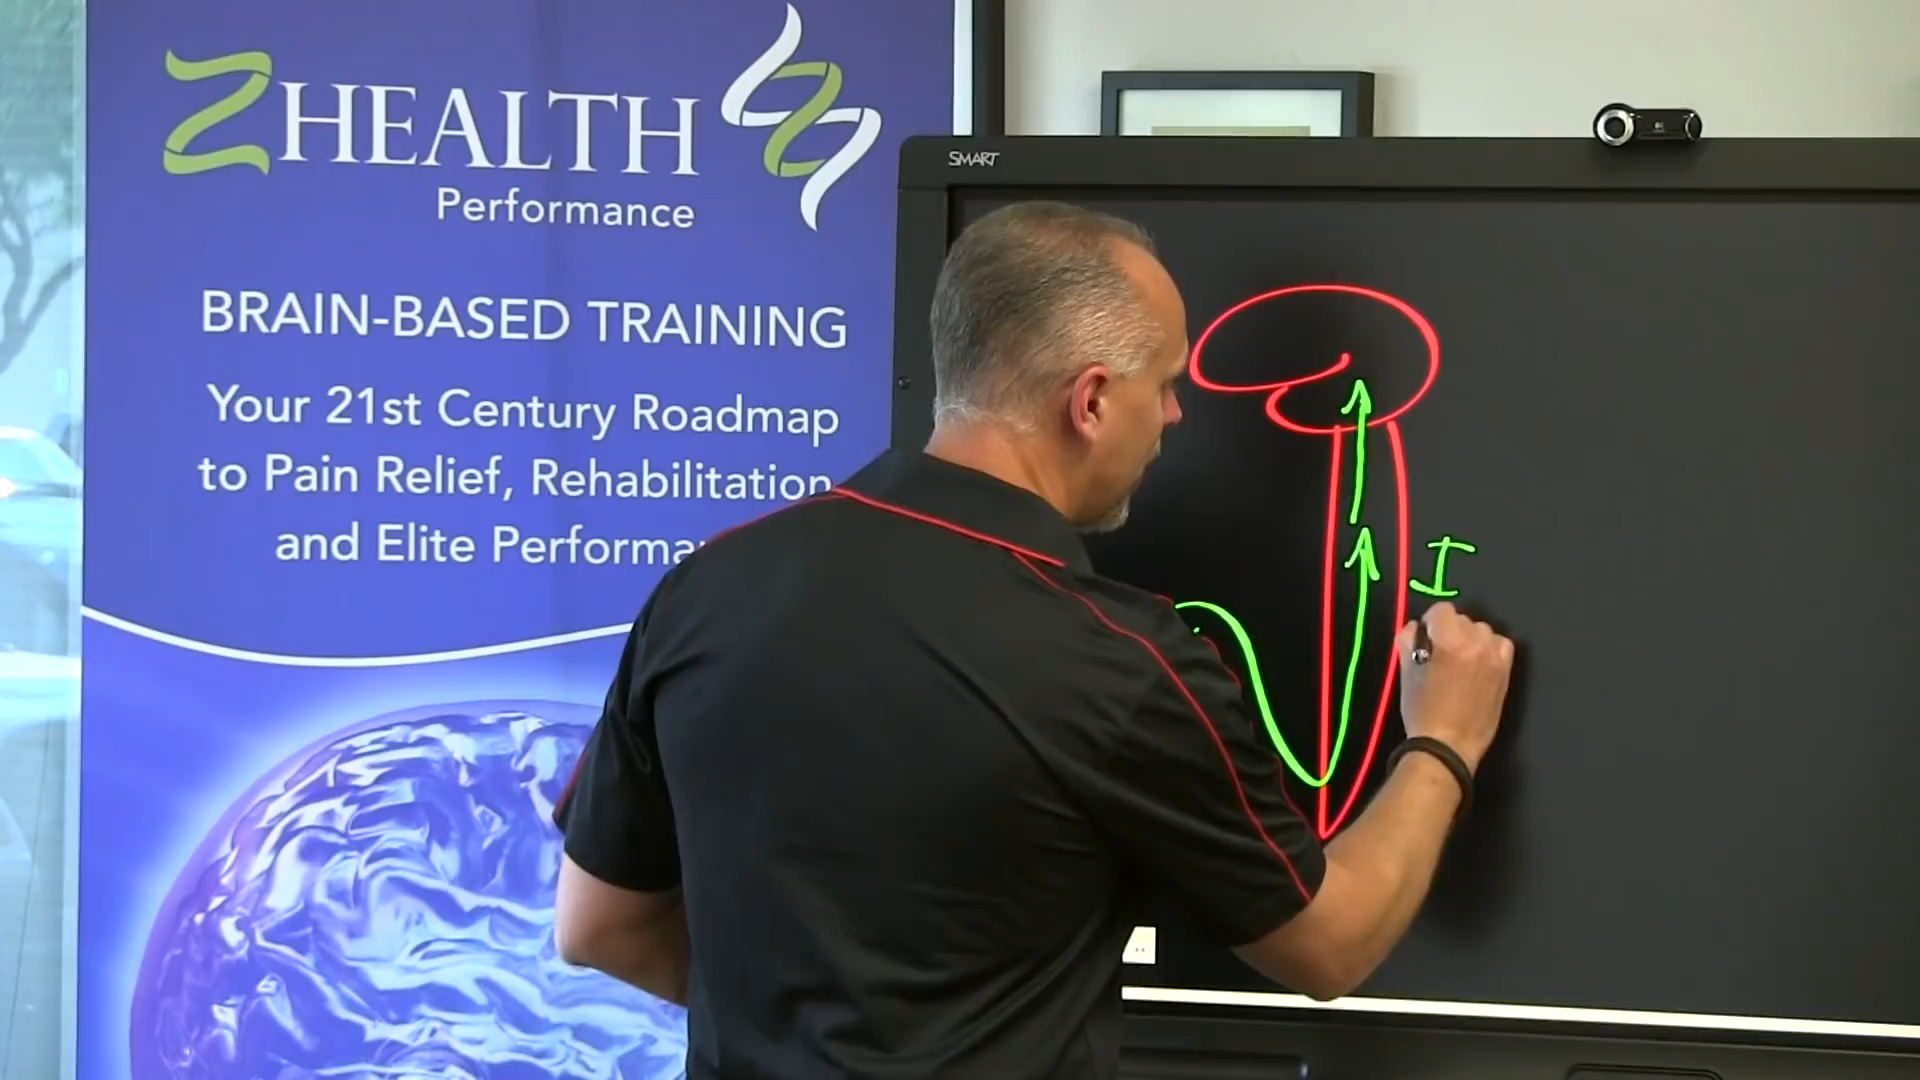 ZHEALTH
Performance
BRAIN-BASED TRAINING
Your 21st Century Roadmap
to Pain Relief, Rehabilitation
and Elite Performa
SMART
I